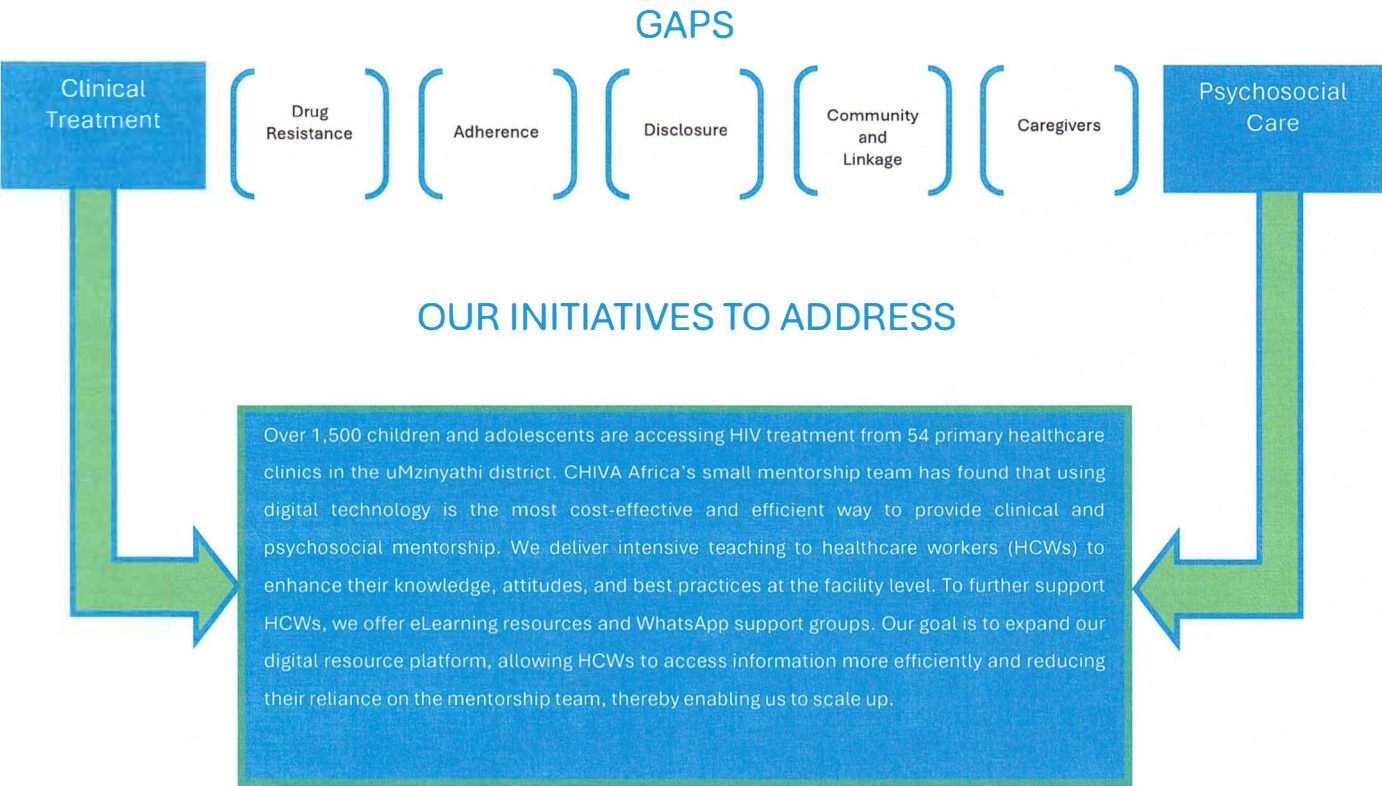 GAPS
Clinical
Treatment
Drug
Resistance
Adherence
Disclosure
Community
and
Linkage
Caregivers
Psychosocial
Care
OUR INITIATIVES TO ADDRESS
Over 1,500 children and adolescents are accessing HIV treatment from 54 primary healthcare
clinics in the uMzinyathi district. CHIVA Africa's small mentorship team has found that using
digital technology is the most cost-effective and efficient way to provide clinical and
psychosocial mentorship. We deliver intensive teaching to healthcare workers (HCWs) to
enhance their knowledge, attitudes, and best practices at the facility level. To further support
HCWs, we offer eLearning resources and WhatsApp support groups. Our goal is to expand our
digital resource platform, allowing HCWs to access information more efficiently and reducing
their reliance on the mentorship team, thereby enabling us to scale up.